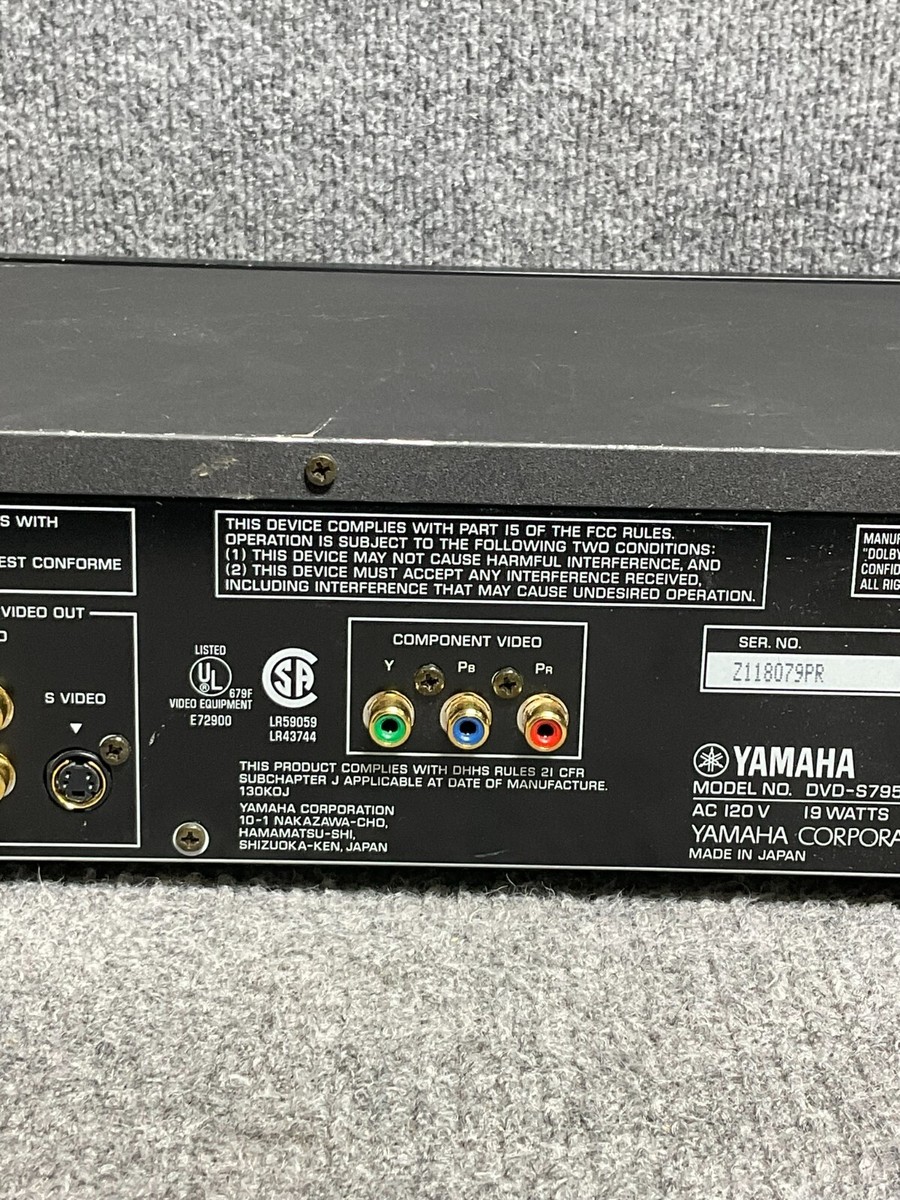 S WITH
EST CONFORME
VIDEO OUT
O
S VIDEO
THIS DEVICE COMPLIES WITH PART 15 OF THE FCC RULES.
OPERATION IS SUBJECT TO THE FOLLOWING TWO CONDITIONS:
(1) THIS DEVICE MAY NOT CAUSE HARMFUL INTERFERENCE, AND
(2) THIS DEVICE MUST ACCEPT ANY INTERFERENCE RECEIVED,
INCLUDING INTERFERENCE THAT MAY CAUSE UNDESIRED OPERATION.
LISTED
UL
®
679F
VIDEO EQUIPMENT
E72900
SA
LR59059
LR43744
COMPONENT VIDEO
Y PB PR
THIS PRODUCT COMPLIES WITH DHHS RULES 21 CFR
SUBCHAPTER J APPLICABLE AT DATE OF MANUFACTURE.
130KOJ
YAMAHA CORPORATION
10-1 NAKAZAWA-CHO,
HAMAMATSU-SHI,
SHIZUOKA-KEN, JAPAN
MANUF
"DOLBY
CONFID
ALL RIG
SER. NO.
Z118079PR
YAMAHA
MODEL NO. DVD-S795
AC 120 V 19 WATTS
YAMAHA CORPORA
MADE IN JAPAN